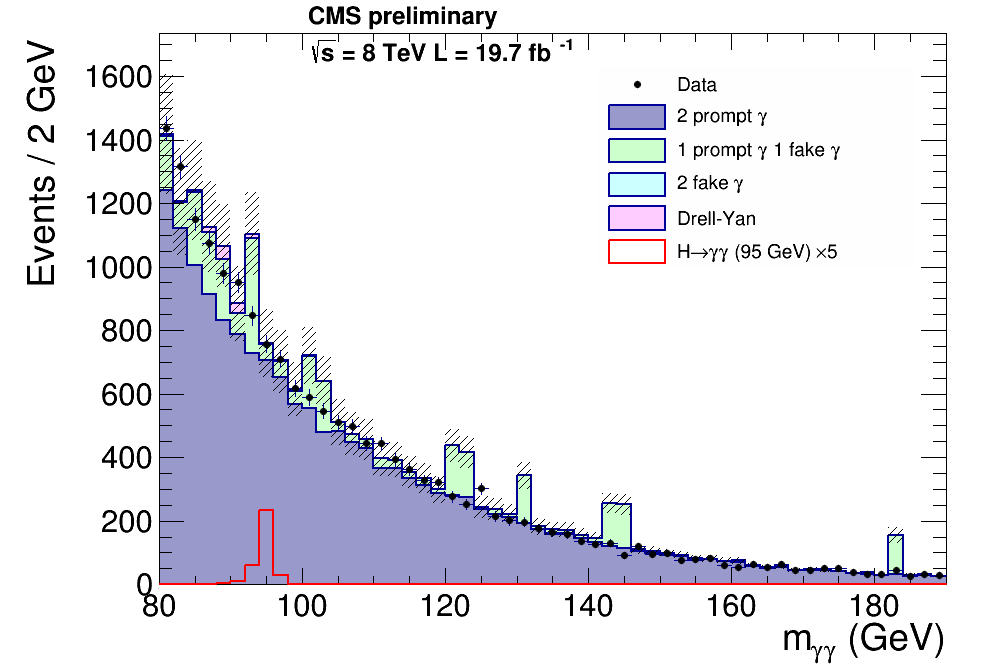 CMS preliminary
√s = 8 TeV L = 19.7 fb⁻¹
Events / 2 GeV
1600
1400
1200
1000
800
600
400
200
0
Data
2 prompt γ
1 prompt γ 1 fake γ
2 fake γ
Drell-Yan
H→γγ (95 GeV) ×5
80 100 120 140 160 180
mγγ (GeV)